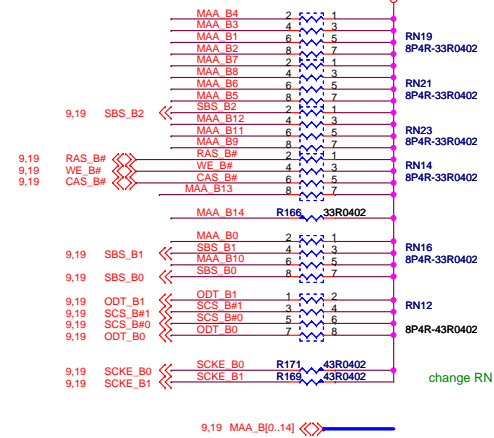 MAA_B4 2 1
MAA_B3 4 3
MAA_B1 6 5 RN19
MAA_B2 8 7 8P4R-33R0402
MAA_B7 2 1
MAA_B8 4 3
MAA_B6 6 5 RN21
MAA_B5 8 7 8P4R-33R0402
9,19 SBS_B2 SBS_B2 2 1
MAA_B12 4 3
MAA_B11 6 5 RN23
MAA_B9 8 7 8P4R-33R0402
9,19 RAS_B# RAS_B# 2 1
9,19 WE_B# WE_B# 4 3 RN14
9,19 CAS_B# CAS_B# 6 5 8P4R-33R0402
MAA_B13 8 7
MAA_B14 R166 33R0402
MAA_B0 2 1
9,19 SBS_B1 SBS_B1 4 3 RN16
MAA_B10 6 5 8P4R-33R0402
9,19 SBS_B0 SBS_B0 8 7
9,19 ODT_B1 ODT_B1 1 2
9,19 SCS_B#1 SCS_B#1 3 4 RN12
9,19 SCS_B#0 SCS_B#0 5 6
9,19 ODT_B0 ODT_B0 7 8 8P4R-43R0402
9,19 SCKE_B0 SCKE_B0 R171 43R0402
9,19 SCKE_B1 SCKE_B1 R169 43R0402
change RN
9,19 MAA_B[0..14]